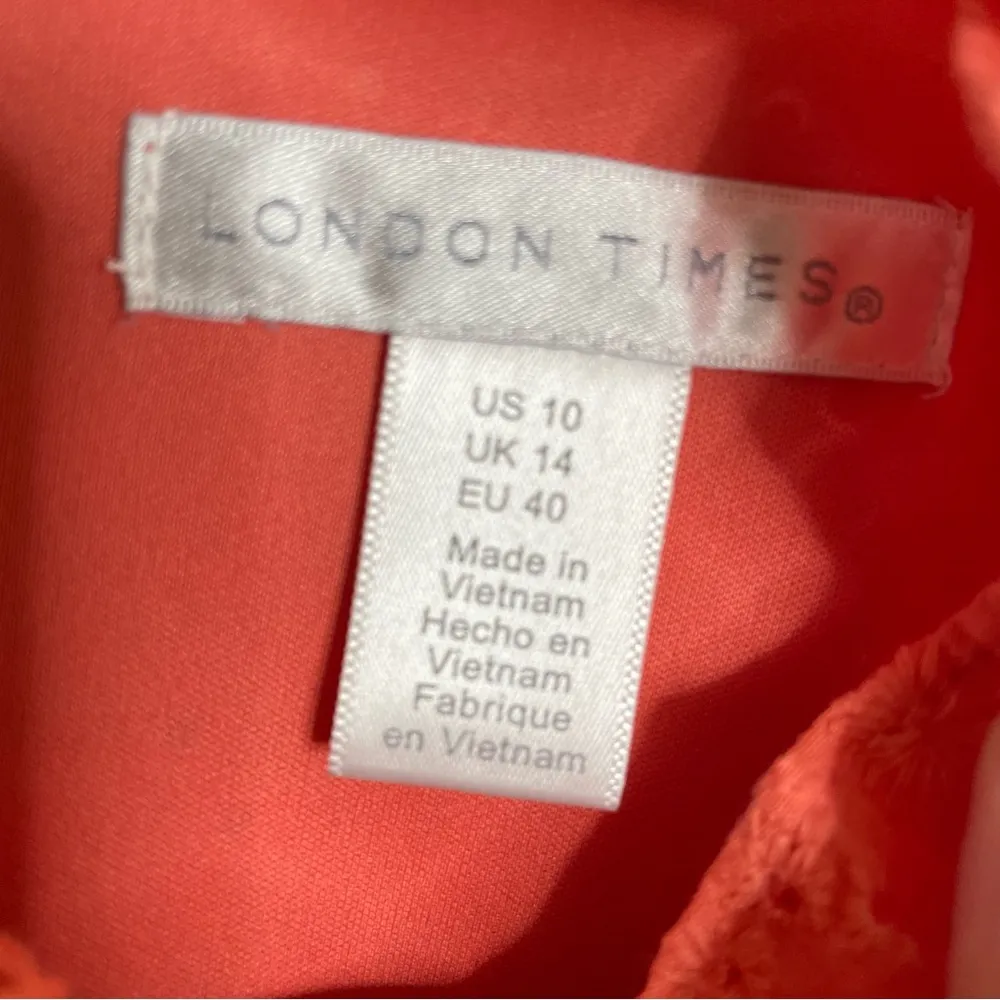 LONDON TIMES®
US 10
UK 14
EU 40
Made in
Vietnam
Hecho en
Vietnam
Fabrique
en Vietnam